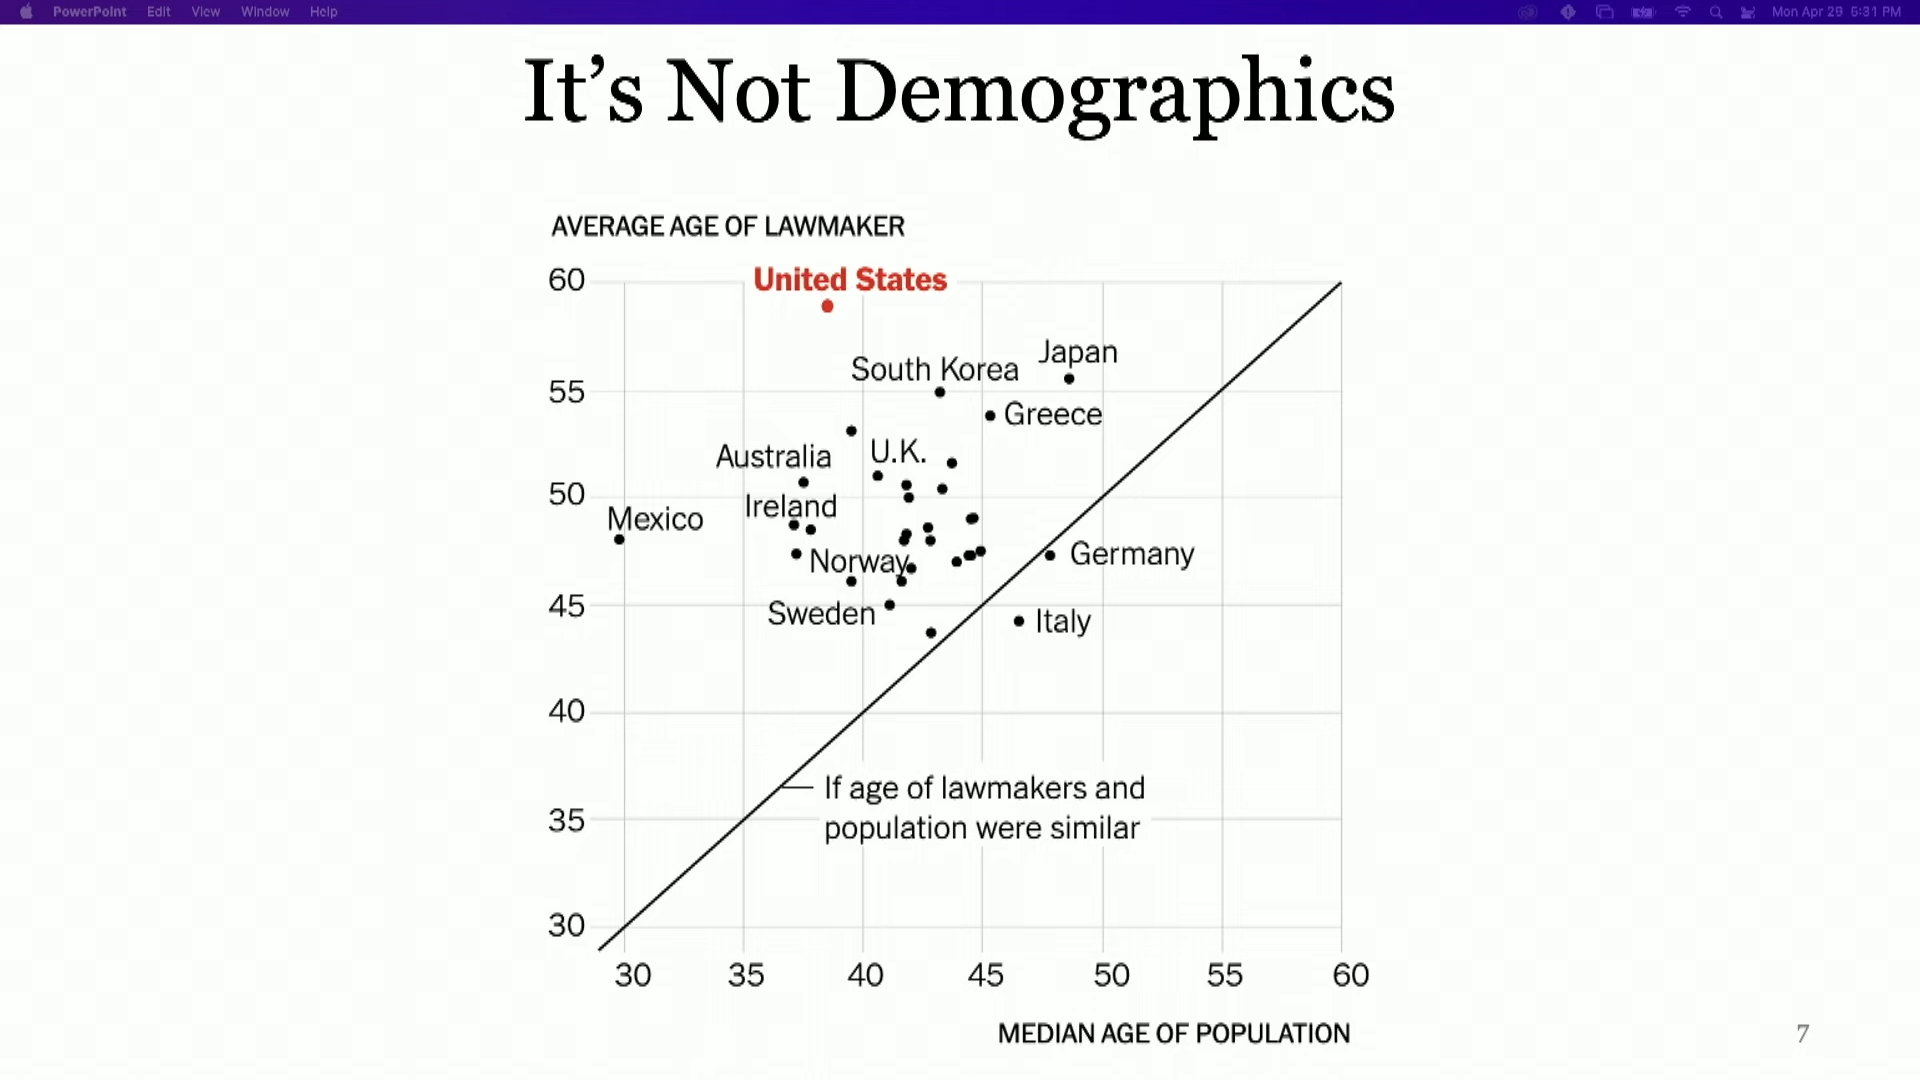 PowerPoint Edit View Window Help Mon Apr 29 5:31 PM
It's Not Demographics
AVERAGE AGE OF LAWMAKER
60
United States
Japan
South Korea
55
Greece
U.K.
Australia
50
Ireland
Mexico
Germany
Norway
45
Sweden
Italy
40
If age of lawmakers and
35
population were similar
30
30 35 40 45 50 55 60
MEDIAN AGE OF POPULATION
7